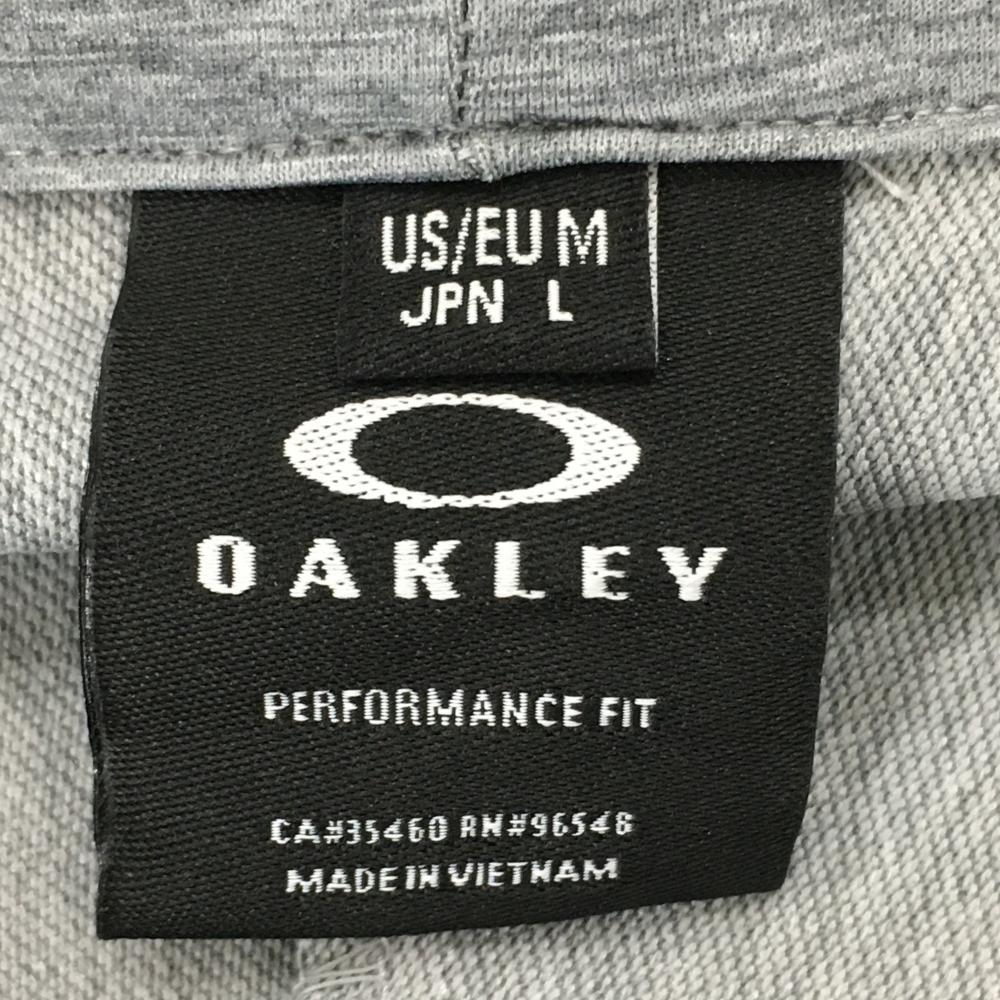 US/EU M
JPN L
OAKLEY
PERFORMANCE FIT
CA#35460 RN#96548
MADE IN VIETNAM